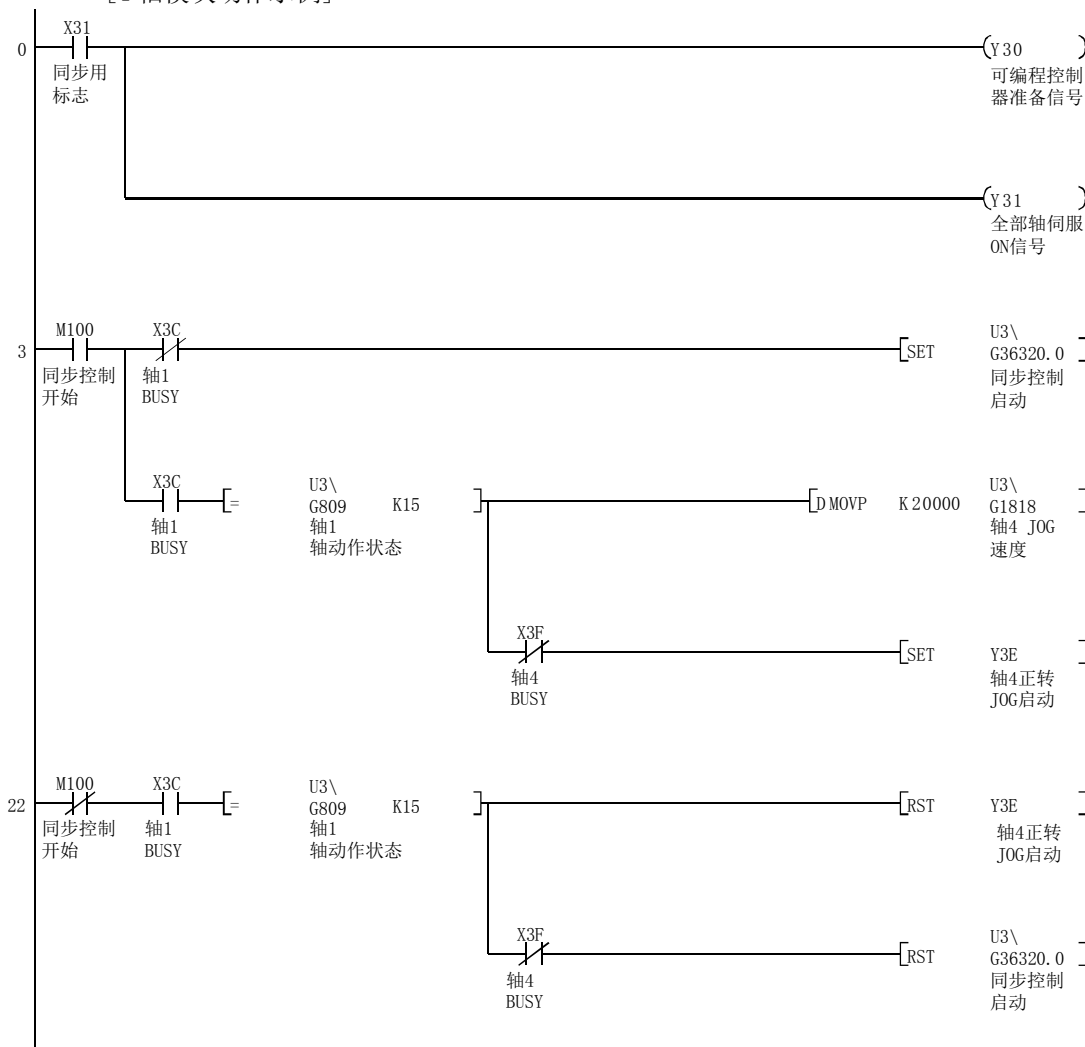 X31
0
Y30
同步用
标志
可编程控制
器准备信号
Y31
全部轴伺服
ON信号
M100 X3C
3
SET U3\
G36320.0
同步控制
开始
轴1
BUSY
同步控制
启动
X3C
= U3\
G809 K15
DMOVP K20000 U3\
G1818
轴1
BUSY
轴1
轴动作状态
轴4 JOG
速度
X3F
SET Y3E
轴4
BUSY
轴4正转
JOG启动
M100 X3C
22
= U3\
G809 K15
RST Y3E
同步控制
开始
轴1
BUSY
轴1
轴动作状态
轴4正转
JOG启动
X3F
RST U3\
G36320.0
轴4
BUSY
同步控制
启动